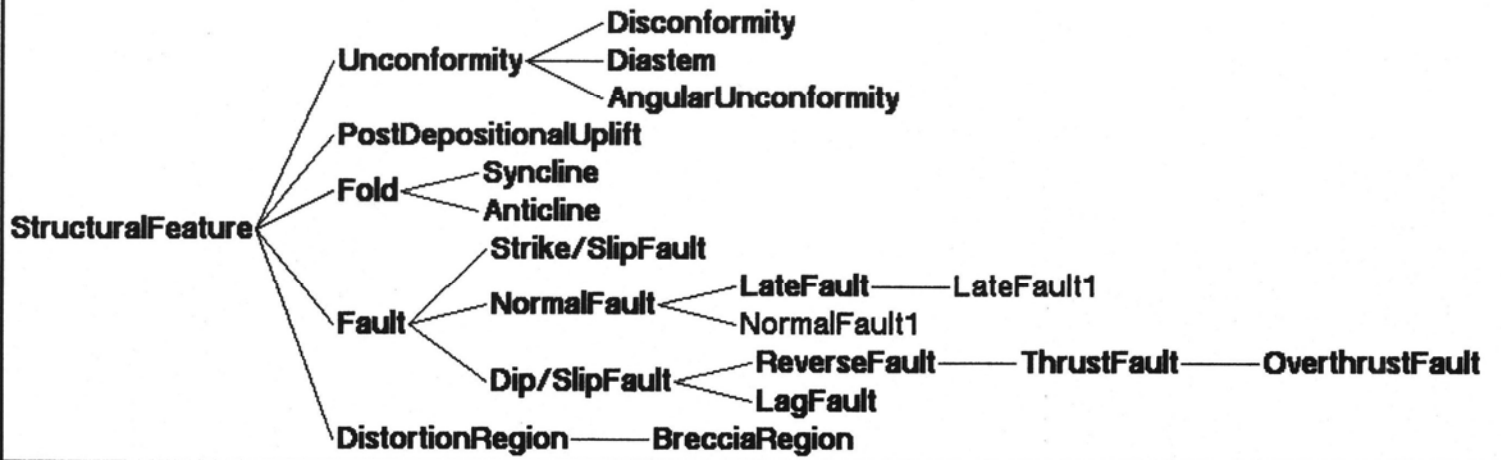 Disconformity
Unconformity Diastem
AngularUnconformity
PostDepositionalUplift
Syncline
Fold
Anticline
StructuralFeature
Strike/SlipFault
LateFault LateFault1
NormalFault
Fault NormalFault1
ReverseFault ThrustFault OverthrustFault
Dip/SlipFault
LagFault
DistortionRegion BrecciaRegion